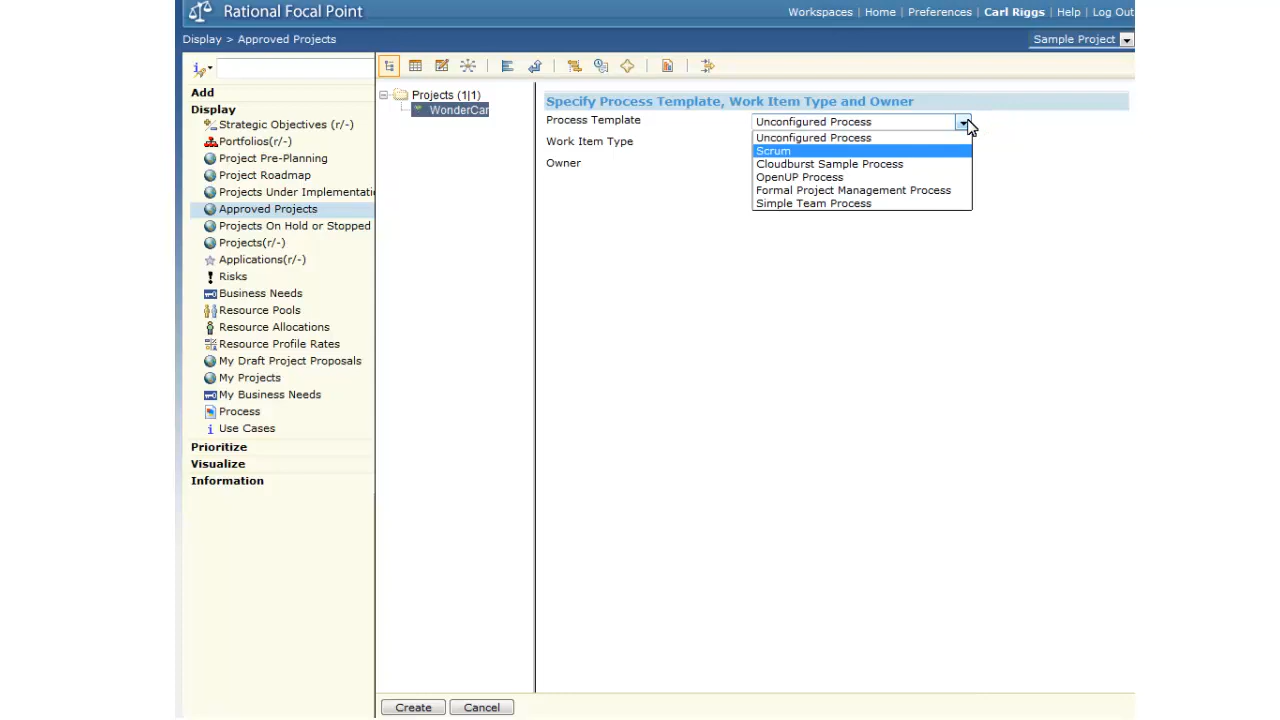 Rational Focal Point
Workspaces | Home | Preferences | Carl Riggs | Help | Log Out
Display > Approved Projects
Sample Project
Add
Display
Strategic Objectives (r/-)
Portfolios(r/-)
Project Pre-Planning
Project Roadmap
Projects Under Implementati
Approved Projects
Projects On Hold or Stopped
Projects(r/-)
Applications(r/-)
Risks
Business Needs
Resource Pools
Resource Allocations
Resource Profile Rates
My Draft Project Proposals
My Projects
My Business Needs
Process
Use Cases
Prioritize
Visualize
Information
Projects (1|1)
WonderCar
Specify Process Template, Work Item Type and Owner
Process Template
Unconfigured Process
Unconfigured Process
Scrum
Cloudburst Sample Process
OpenUP Process
Formal Project Management Process
Simple Team Process
Work Item Type
Owner
Create
Cancel